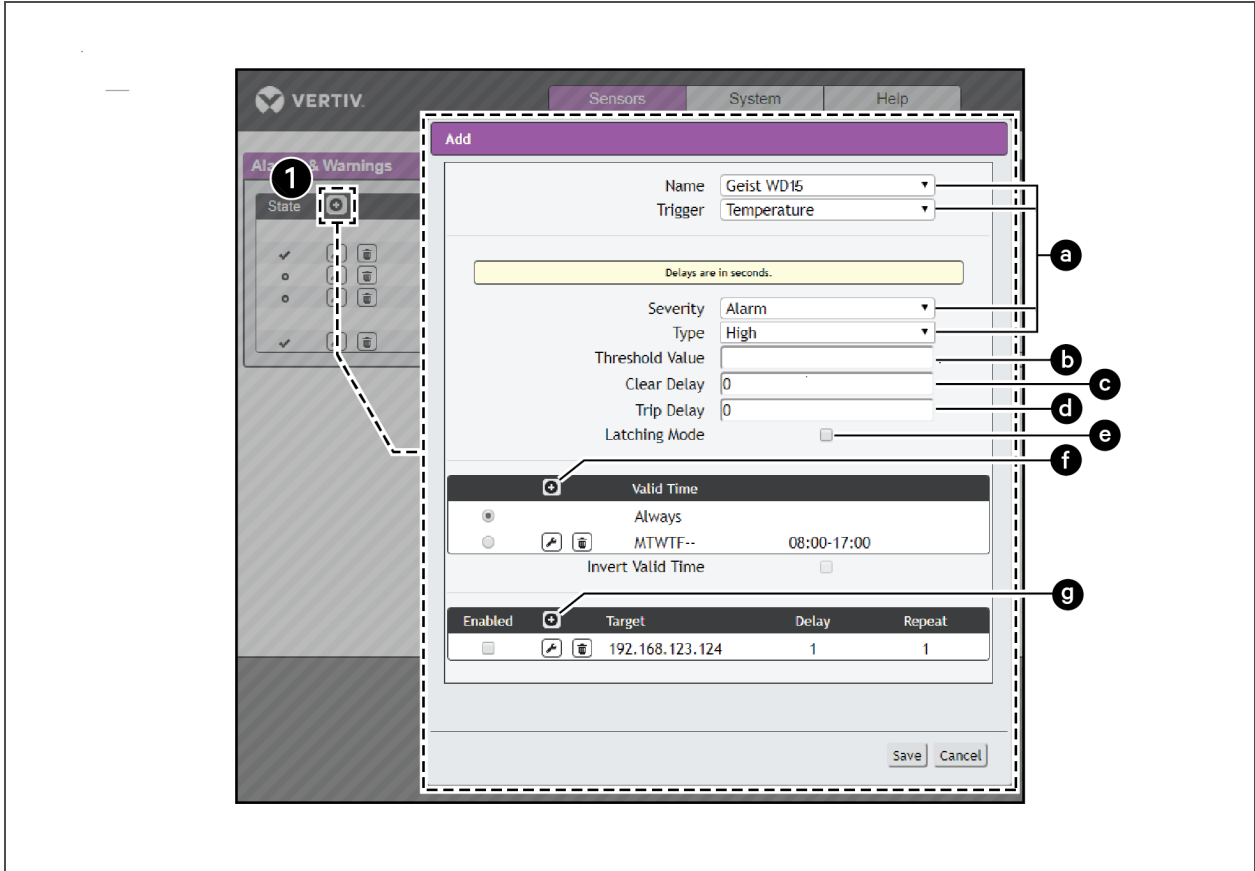 VERTIV.
Sensors System Help
Add
& Warnings
1
State
Name Geist WD15
Trigger Temperature
a
Delays are in seconds.
Severity Alarm
Type High
Threshold Value
b
Clear Delay 0
c
Trip Delay 0
d
Latching Mode
e
f
Valid Time
Always
MTWTF-- 08:00-17:00
Invert Valid Time
g
Enabled Target Delay Repeat
192.168.123.124 1 1
Save Cancel